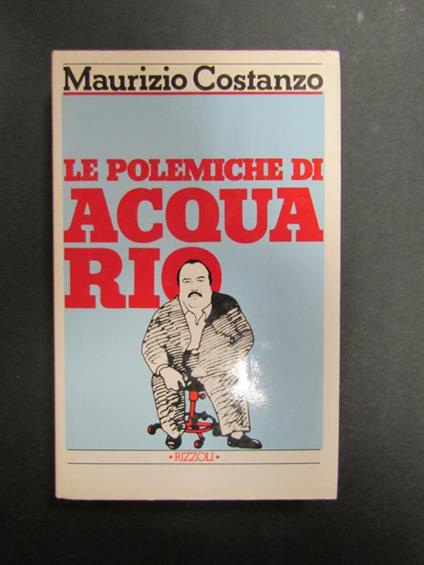 Maurizio Costanzo
LE POLEMICHE DI
ACQUA
RIO
• RIZZOLI •